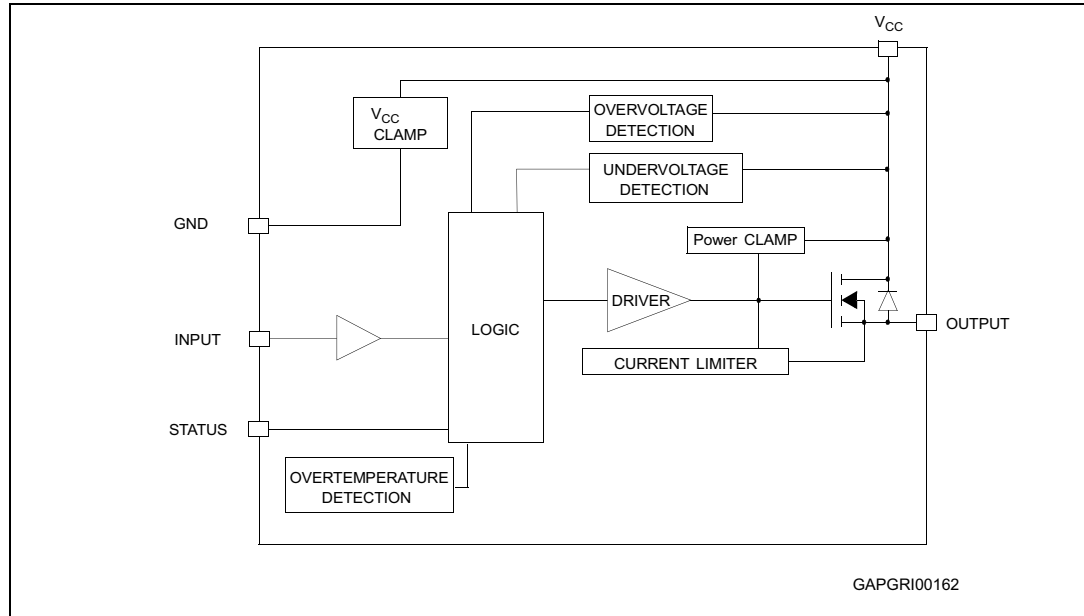 VCC
VCC
CLAMP
OVERVOLTAGE
DETECTION
UNDERVOLTAGE
DETECTION
GND
Power CLAMP
DRIVER
LOGIC
INPUT
OUTPUT
CURRENT LIMITER
STATUS
OVERTEMPERATURE
DETECTION
GAPGRI00162